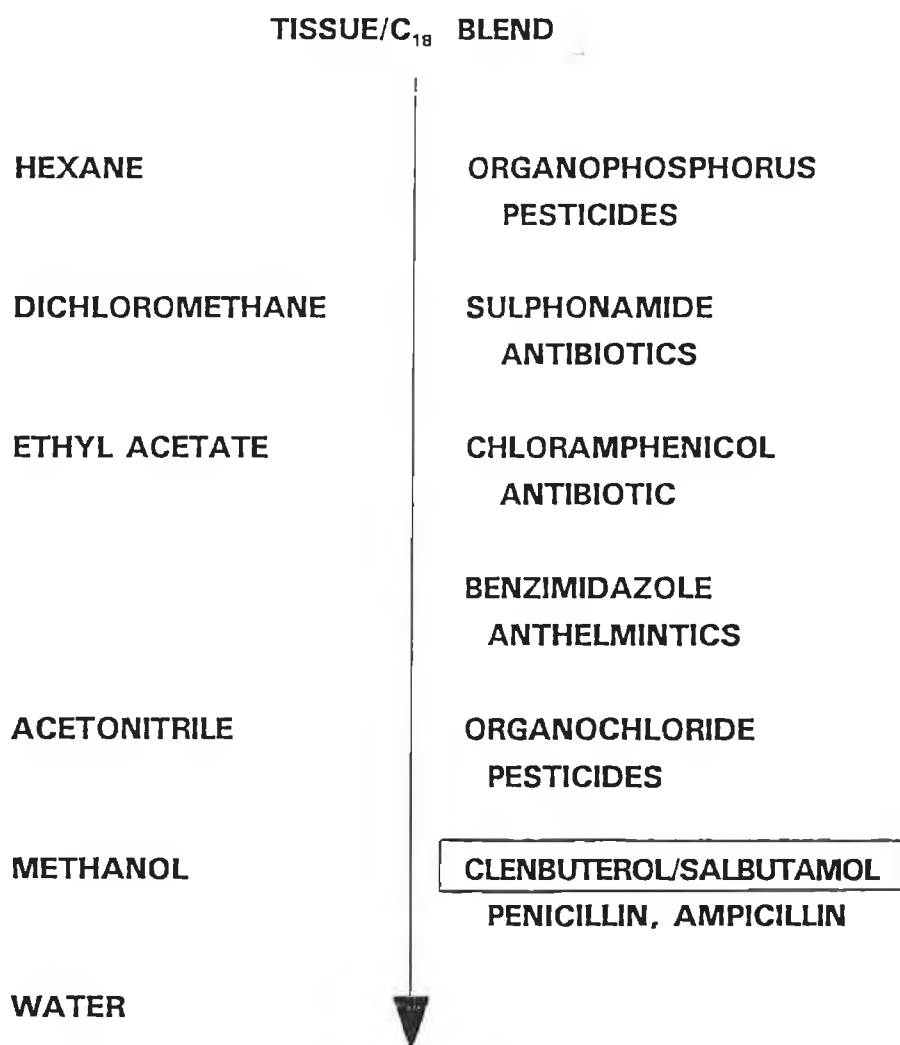 TISSUE/C₁₈ BLEND
HEXANE
ORGANOPHOSPHORUS
PESTICIDES
DICHLOROMETHANE
SULPHONAMIDE
ANTIBIOTICS
ETHYL ACETATE
CHLORAMPHENICOL
ANTIBIOTIC
BENZIMIDAZOLE
ANTHELMINTICS
ACETONITRILE
ORGANOCHLORIDE
PESTICIDES
METHANOL
CLENBUTEROL/SALBUTAMOL
PENICILLIN, AMPICILLIN
WATER